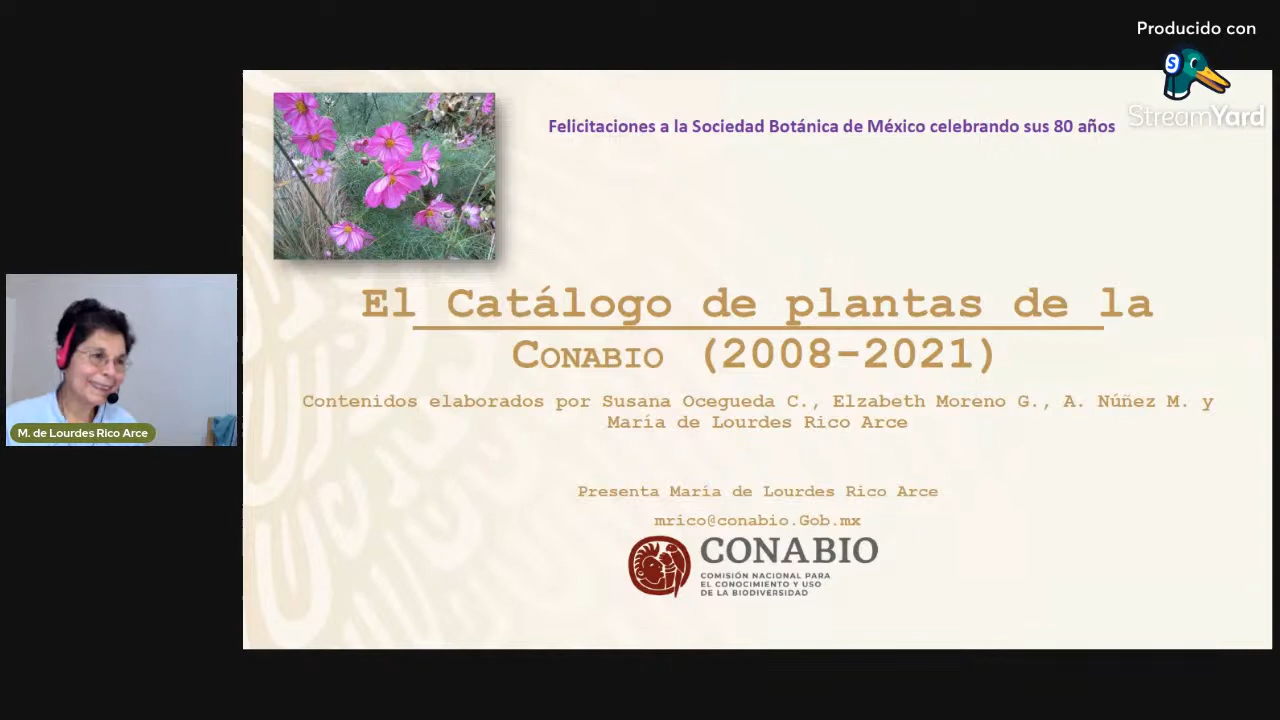 Producido con
S
StreamYard
Felicitaciones a la Sociedad Botánica de México celebrando sus 80 años
El Catálogo de plantas de la
CONABIO (2008-2021)
Contenidos elaborados por Susana Ocegueda C., Elzabeth Moreno G., A. Núñez M. y
María de Lourdes Rico Arce
Presenta María de Lourdes Rico Arce
mrico@conabio.Gob.mx
CONABIO
COMISIÓN NACIONAL PARA
EL CONOCIMIENTO Y USO
DE LA BIODIVERSIDAD
M. de Lourdes Rico Arce